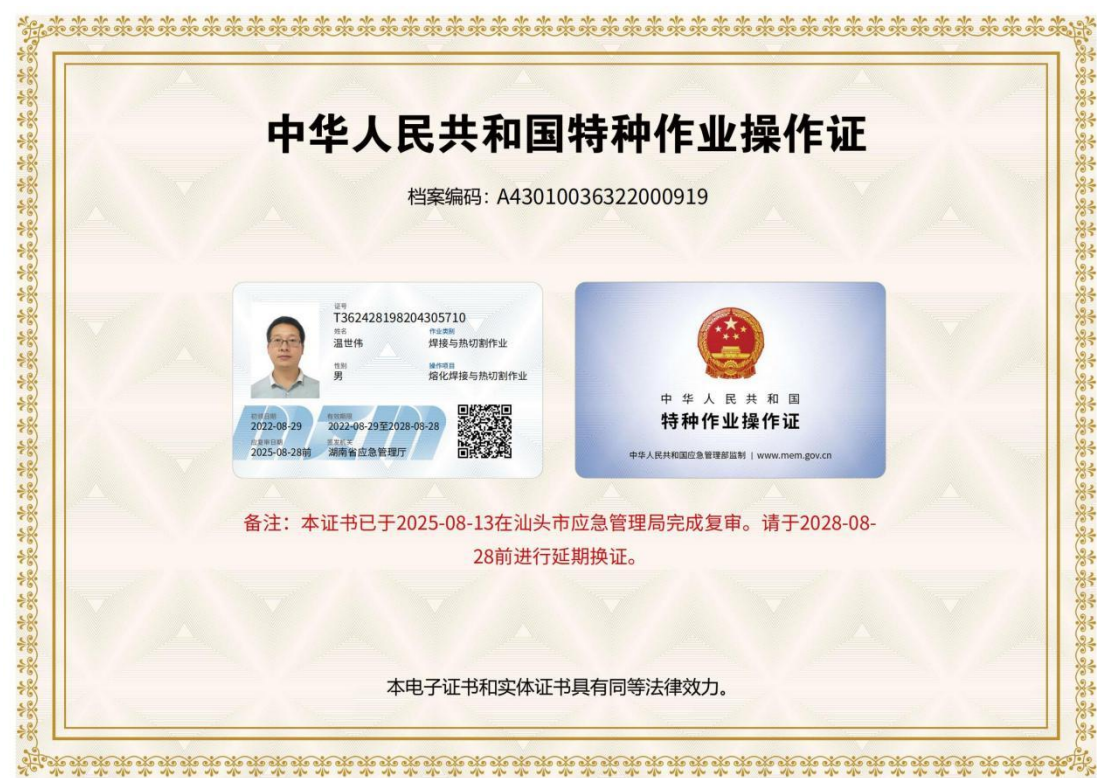 中华人民共和国特种作业操作证
档案编码：A43010036322000919
证号
T362428198204305710
姓名 作业类别
温世伟 焊接与热切割作业
性别 操作项目
男 熔化焊接与热切割作业
初领日期 有效期限
2022-08-29 2022-08-29至2028-08-28
应复审日期 签发机关
2025-08-28前 湖南省应急管理厅
中华人民共和国
特种作业操作证
中华人民共和国应急管理部监制 | www.mem.gov.cn
备注：本证书已于2025-08-13在汕头市应急管理局完成复审。请于2028-08-
28前进行延期换证。
本电子证书和实体证书具有同等法律效力。